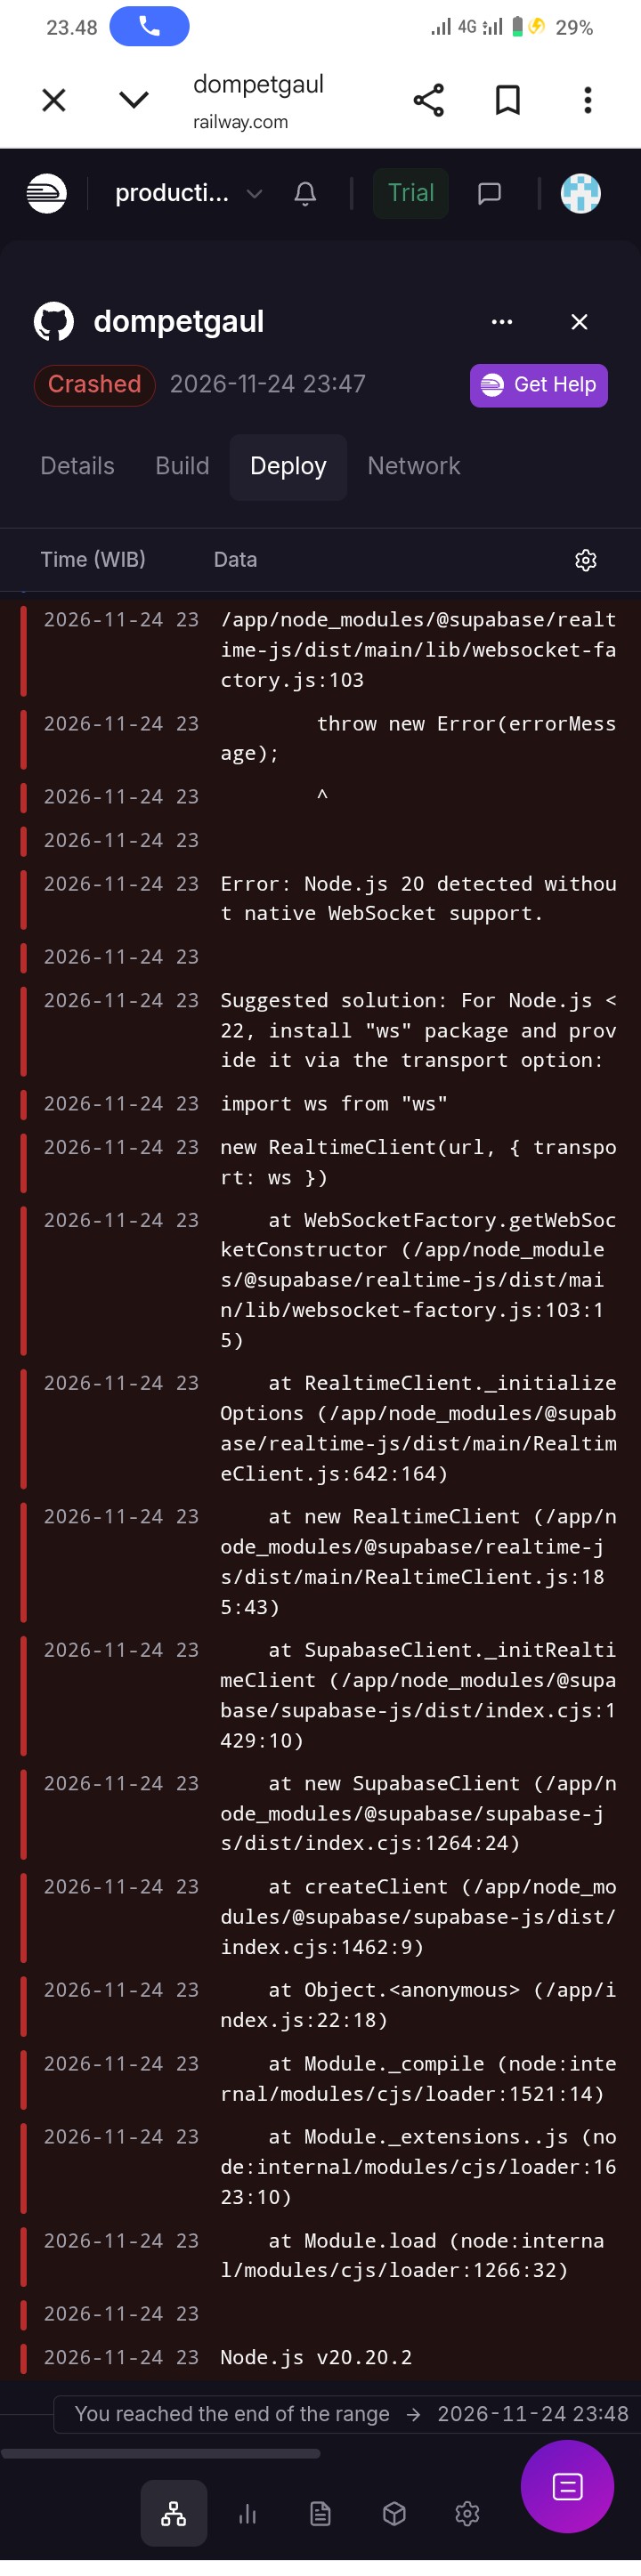 23.48
4G
29%
dompetgaul
railway.com
producti...
Trial
dompetgaul
Crashed
2026-11-24 23:47
Get Help
Details
Build
Deploy
Network
Time (WIB)
Data
2026-11-24 23 /app/node_modules/@supabase/realt
ime-js/dist/main/lib/websocket-fa
ctory.js:103
2026-11-24 23         throw new Error(errorMess
age);
2026-11-24 23         ^
2026-11-24 23
2026-11-24 23 Error: Node.js 20 detected withou
t native WebSocket support.
2026-11-24 23
2026-11-24 23 Suggested solution: For Node.js <
22, install "ws" package and prov
ide it via the transport option:
2026-11-24 23 import ws from "ws"
2026-11-24 23 new RealtimeClient(url, { transpo
rt: ws })
2026-11-24 23     at WebSocketFactory.getWebSoc
ketConstructor (/app/node_module
s/@supabase/realtime-js/dist/mai
n/lib/websocket-factory.js:103:1
5)
2026-11-24 23     at RealtimeClient._initialize
Options (/app/node_modules/@supab
ase/realtime-js/dist/main/Realtim
eClient.js:642:164)
2026-11-24 23     at new RealtimeClient (/app/n
ode_modules/@supabase/realtime-j
s/dist/main/RealtimeClient.js:18
5:43)
2026-11-24 23     at SupabaseClient._initRealti
meClient (/app/node_modules/@supa
base/supabase-js/dist/index.cjs:1
429:10)
2026-11-24 23     at new SupabaseClient (/app/n
ode_modules/@supabase/supabase-j
s/dist/index.cjs:1264:24)
2026-11-24 23     at createClient (/app/node_mo
dules/@supabase/supabase-js/dist/
index.cjs:1462:9)
2026-11-24 23     at Object.<anonymous> (/app/i
ndex.js:22:18)
2026-11-24 23     at Module._compile (node:inte
rnal/modules/cjs/loader:1521:14)
2026-11-24 23     at Module._extensions..js (no
de:internal/modules/cjs/loader:16
23:10)
2026-11-24 23     at Module.load (node:interna
l/modules/cjs/loader:1266:32)
2026-11-24 23
2026-11-24 23 Node.js v20.20.2
You reached the end of the range → 2026-11-24 23:48